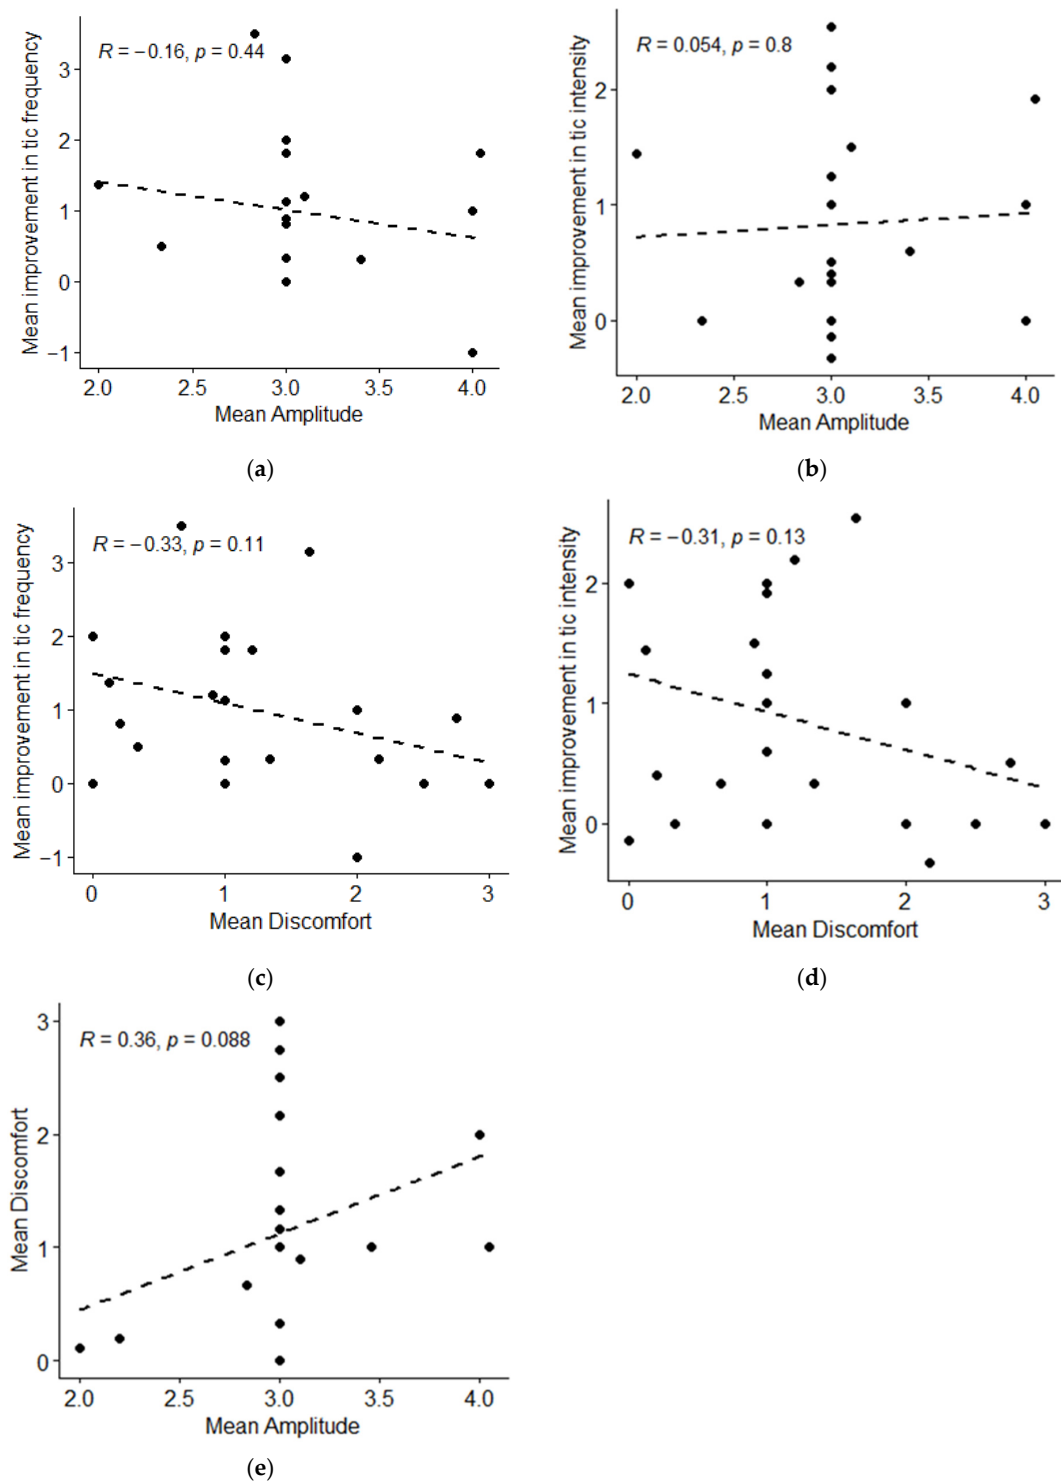 R = −0.16, p = 0.44
Mean improvement in tic frequency
3
2
1
0
−1
2.0 2.5 3.0 3.5 4.0
Mean Amplitude
(a)
R = 0.054, p = 0.8
Mean improvement in tic intensity
2
1
0
2.0 2.5 3.0 3.5 4.0
Mean Amplitude
(b)
R = −0.33, p = 0.11
Mean improvement in tic frequency
3
2
1
0
−1
0 1 2 3
Mean Discomfort
(c)
R = −0.31, p = 0.13
Mean improvement in tic intensity
2
1
0
0 1 2 3
Mean Discomfort
(d)
R = 0.36, p = 0.088
Mean Discomfort
3
2
1
0
2.0 2.5 3.0 3.5 4.0
Mean Amplitude
(e)